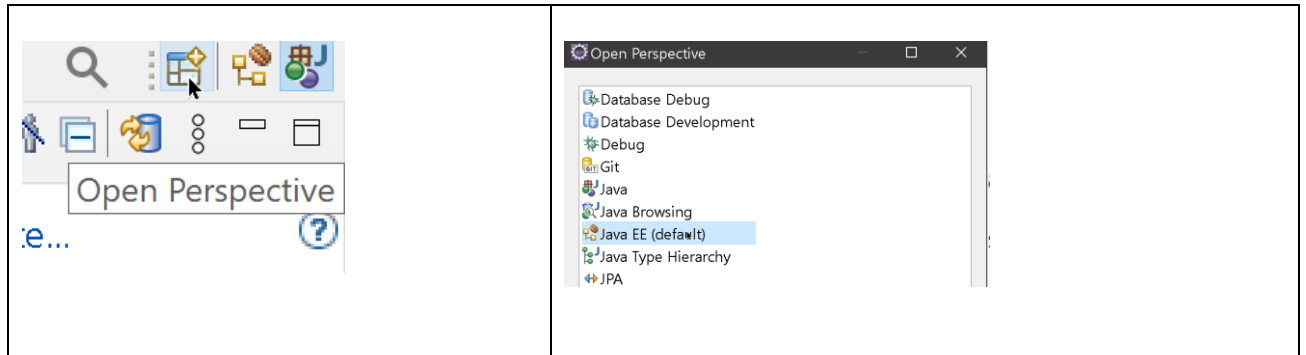 Open Perspective
e...
Open Perspective
Database Debug
Database Development
Debug
Git
Java
Java Browsing
Java EE (default)
Java Type Hierarchy
JPA